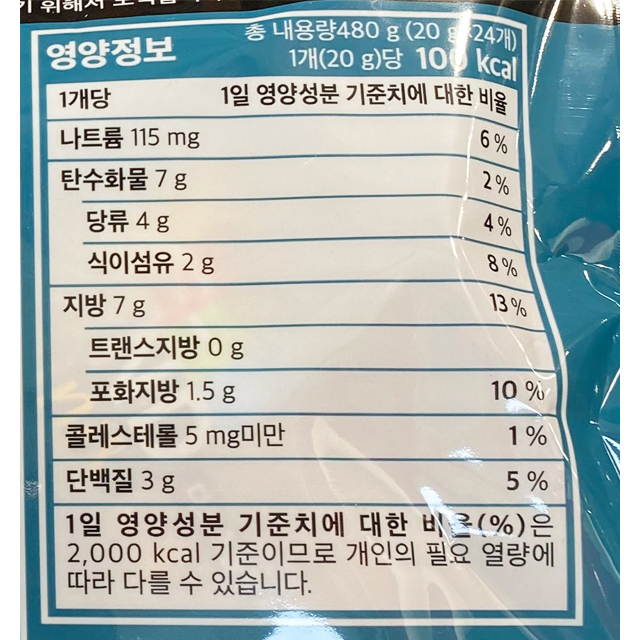 위해서
영양정보
총 내용량480 g (20 g×24개)
1개(20 g)당 100 kcal
1개당 1일 영양성분 기준치에 대한 비율
나트륨 115 mg 6 %
탄수화물 7 g 2 %
당류 4 g 4 %
식이섬유 2 g 8 %
지방 7 g 13 %
트랜스지방 0 g
포화지방 1.5 g 10 %
콜레스테롤 5 mg미만 1 %
단백질 3 g 5 %
1일 영양성분 기준치에 대한 비율(%)은
2,000 kcal 기준이므로 개인의 필요 열량에
따라 다를 수 있습니다.